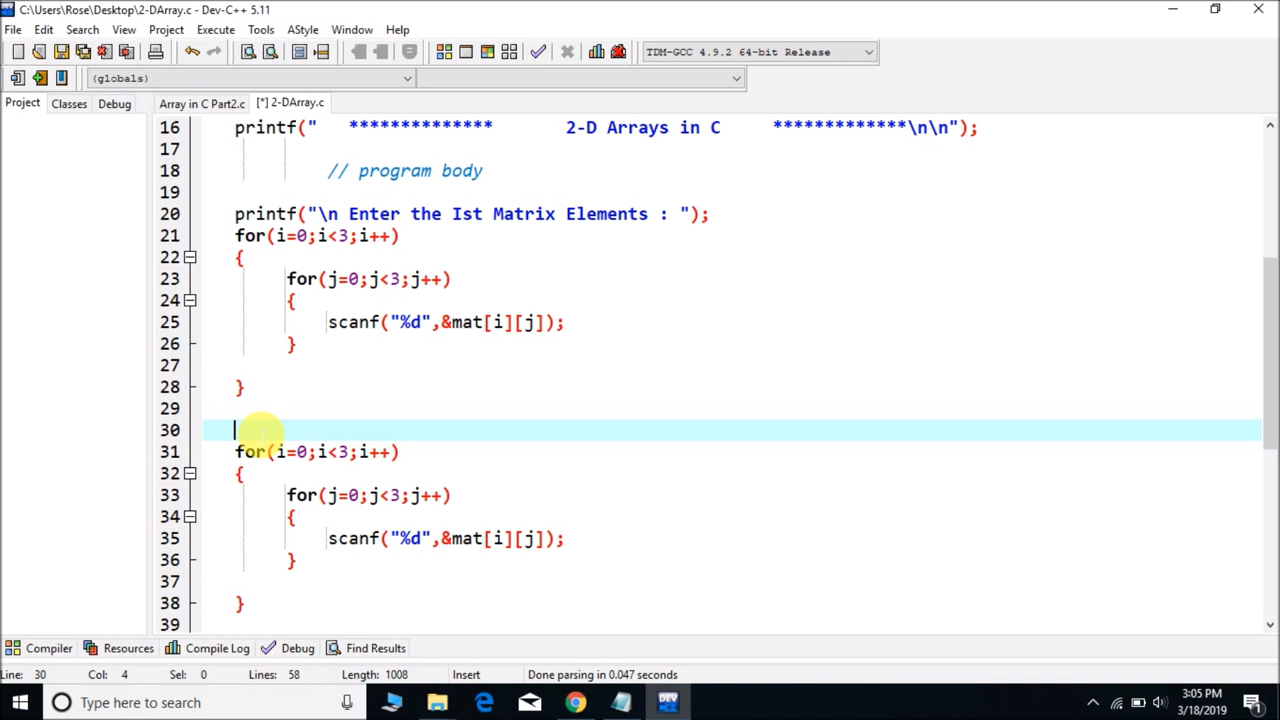 C:\Users\Rose\Desktop\2-DArray.c - Dev-C++ 5.11
File Edit Search View Project Execute Tools AStyle Window Help
TDM-GCC 4.9.2 64-bit Release
(globals)
Project Classes Debug Array in C Part2.c [*] 2-DArray.c
16 printf("   **************       2-D Arrays in C     *************\n\n");
17
18 // program body
19
20 printf("\n Enter the Ist Matrix Elements : ");
21 for(i=0;i<3;i++)
22 {
23 for(j=0;j<3;j++)
24 {
25 scanf("%d",&mat[i][j]);
26 }
27
28 }
29
30
31 for(i=0;i<3;i++)
32 {
33 for(j=0;j<3;j++)
34 {
35 scanf("%d",&mat[i][j]);
36 }
37
38 }
39
Compiler Resources Compile Log Debug Find Results
Line: 30 Col: 4 Sel: 0 Lines: 58 Length: 1008 Insert Done parsing in 0.047 seconds
Type here to search
DEV
3:05 PM
3/18/2019
1